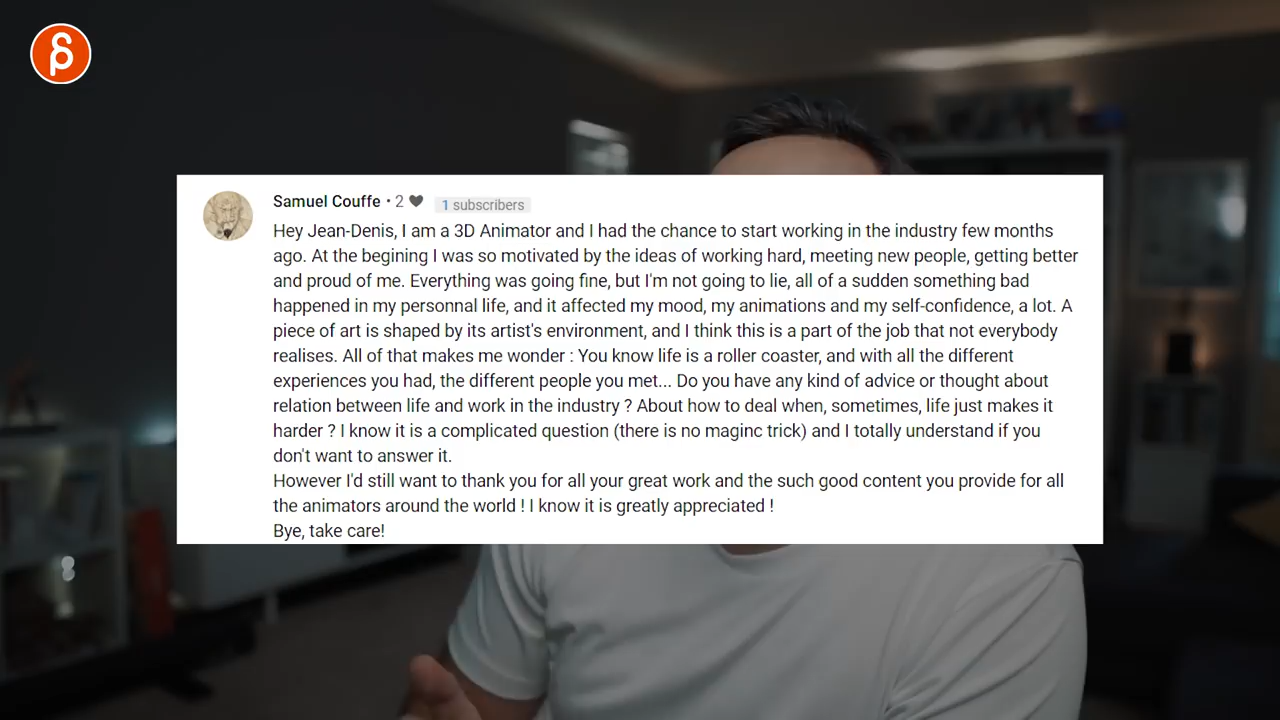 Samuel Couffe • 2 ♥ 1 subscribers
Hey Jean-Denis, I am a 3D Animator and I had the chance to start working in the industry few months
ago. At the begining I was so motivated by the ideas of working hard, meeting new people, getting better
and proud of me. Everything was going fine, but I'm not going to lie, all of a sudden something bad
happened in my personnal life, and it affected my mood, my animations and my self-confidence, a lot. A
piece of art is shaped by its artist's environment, and I think this is a part of the job that not everybody
realises. All of that makes me wonder : You know life is a roller coaster, and with all the different
experiences you had, the different people you met... Do you have any kind of advice or thought about
relation between life and work in the industry ? About how to deal when, sometimes, life just makes it
harder ? I know it is a complicated question (there is no maginc trick) and I totally understand if you
don't want to answer it.
However I'd still want to thank you for all your great work and the such good content you provide for all
the animators around the world ! I know it is greatly appreciated !
Bye, take care!